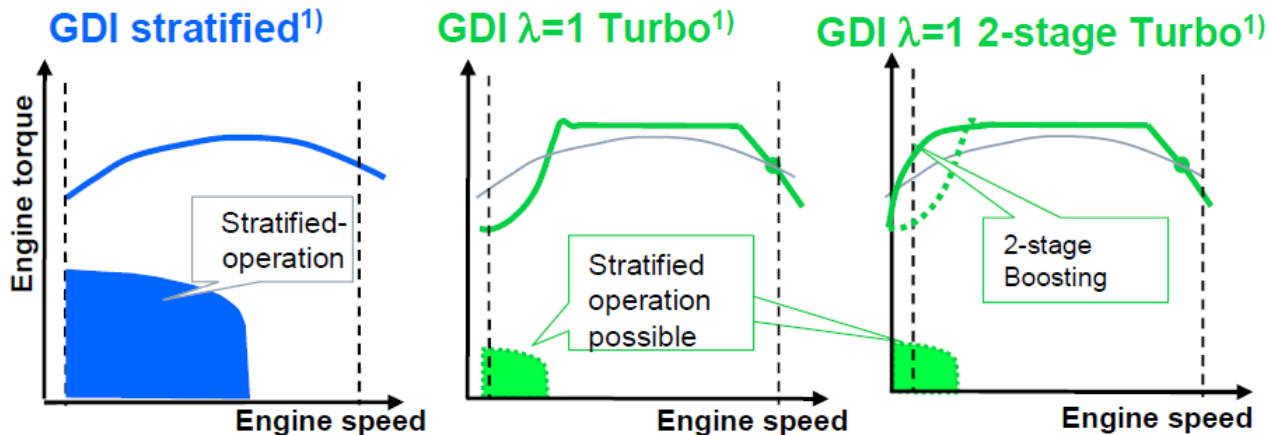 GDI stratified¹⁾
GDI λ=1 Turbo¹⁾
GDI λ=1 2-stage Turbo¹⁾
Engine torque
Stratified-
operation
Engine speed
Stratified
operation
possible
Engine speed
2-stage
Boosting
Engine speed